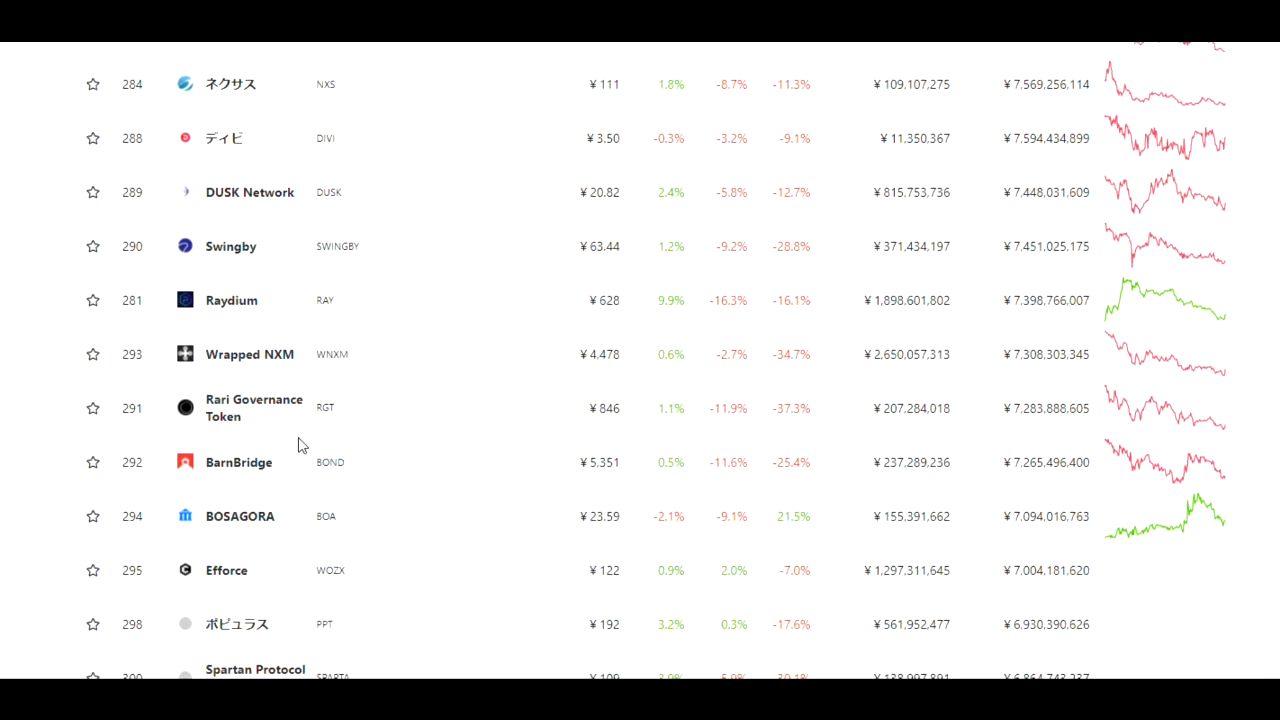 284 ネクサス NXS ¥ 111 1.8% -8.7% -11.3% ¥ 109,107,275 ¥ 7,569,256,114
288 ディビ DIVI ¥ 3.50 -0.3% -3.2% -9.1% ¥ 11,350,367 ¥ 7,594,434,899
289 DUSK Network DUSK ¥ 20.82 2.4% -5.8% -12.7% ¥ 815,753,736 ¥ 7,448,031,609
290 Swingby SWINGBY ¥ 63.44 1.2% -9.2% -28.8% ¥ 371,434,197 ¥ 7,451,025,175
281 Raydium RAY ¥ 628 9.9% -16.3% -16.1% ¥ 1,898,601,802 ¥ 7,398,766,007
293 Wrapped NXM WNXM ¥ 4,478 0.6% -2.7% -34.7% ¥ 2,650,057,313 ¥ 7,308,303,345
291 Rari Governance
Token RGT ¥ 846 1.1% -11.9% -37.3% ¥ 207,284,018 ¥ 7,283,888,605
292 BarnBridge BOND ¥ 5,351 0.5% -11.6% -25.4% ¥ 237,289,236 ¥ 7,265,496,400
294 BOSAGORA BOA ¥ 23.59 -2.1% -9.1% 21.5% ¥ 155,391,662 ¥ 7,094,016,763
295 Efforce WOZX ¥ 122 0.9% 2.0% -7.0% ¥ 1,297,311,645 ¥ 7,004,181,620
298 ポピュラス PPT ¥ 192 3.2% 0.3% -17.6% ¥ 561,952,477 ¥ 6,930,390,626
Spartan Protocol
300 SPARTA ¥ 109